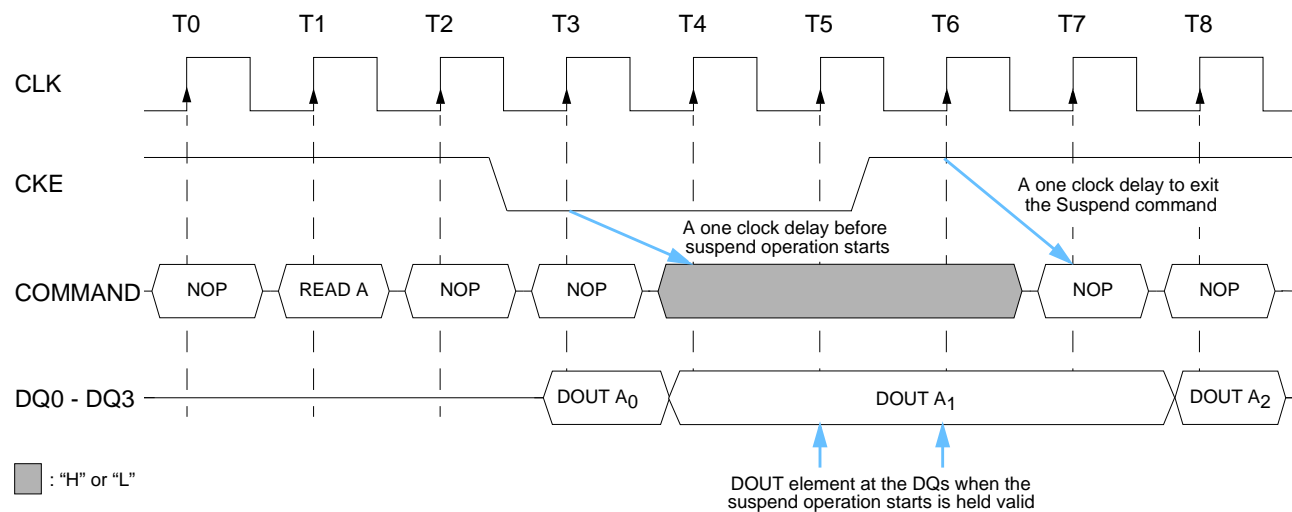 T0 T1 T2 T3 T4 T5 T6 T7 T8
CLK
CKE
A one clock delay to exit
the Suspend command
A one clock delay before
suspend operation starts
COMMAND NOP READ A NOP NOP NOP NOP
DQ0 - DQ3 DOUT A0 DOUT A1 DOUT A2
: “H” or “L”
DOUT element at the DQs when the
suspend operation starts is held valid